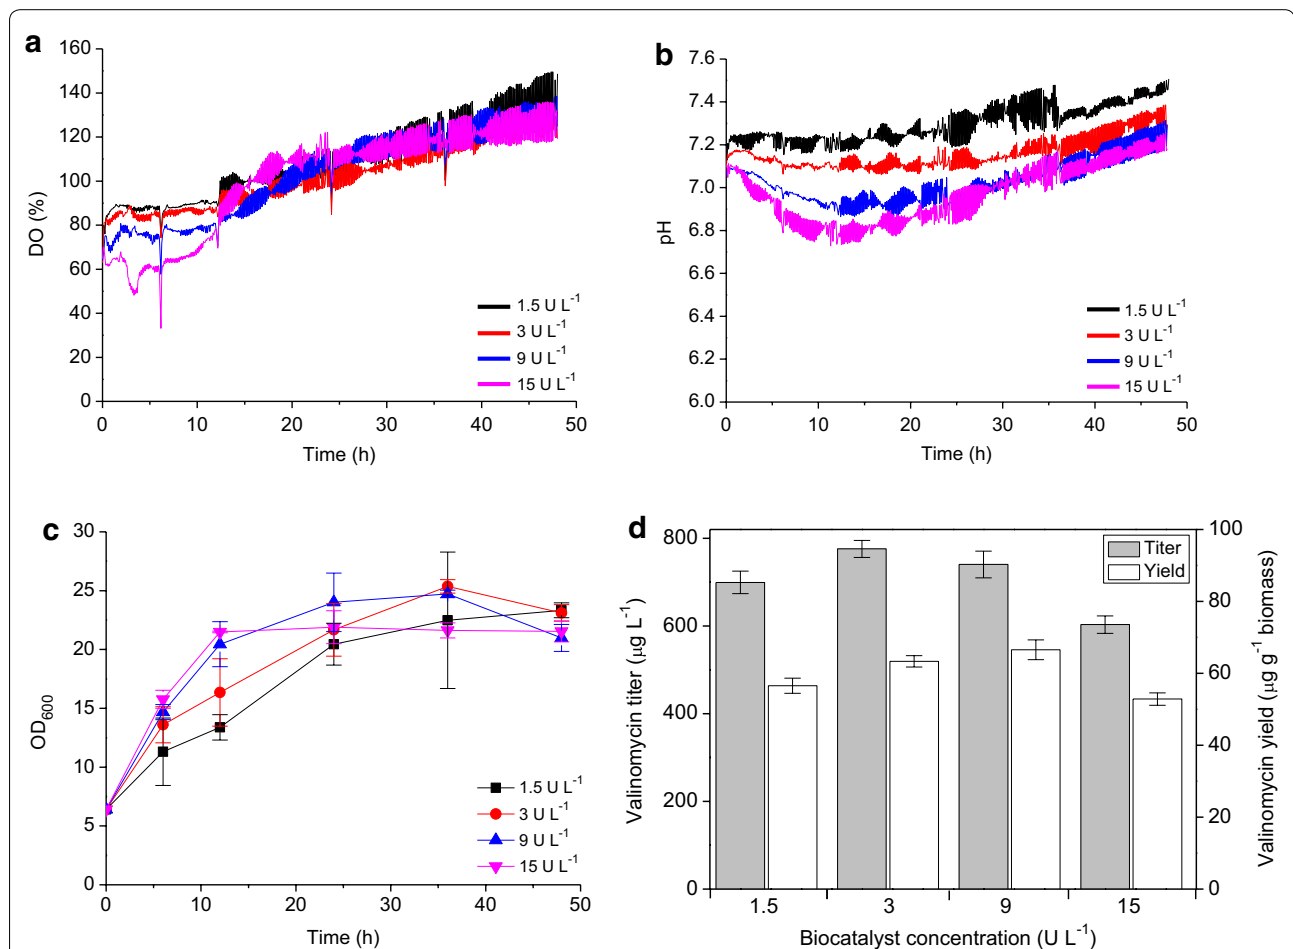 a
160
140
120
100
80
60
40
20
0
DO (%)
0 10 20 30 40 50
Time (h)
1.5 U L⁻¹
3 U L⁻¹
9 U L⁻¹
15 U L⁻¹
b
7.6
7.4
7.2
7.0
6.8
6.6
6.4
6.2
6.0
pH
0 10 20 30 40 50
Time (h)
1.5 U L⁻¹
3 U L⁻¹
9 U L⁻¹
15 U L⁻¹
c
30
25
20
15
10
5
0
OD₆₀₀
0 10 20 30 40 50
Time (h)
1.5 U L⁻¹
3 U L⁻¹
9 U L⁻¹
15 U L⁻¹
d
800
600
400
200
0
Valinomycin titer (µg L⁻¹)
Titer
Yield
100
80
60
40
20
0
Valinomycin yield (µg g⁻¹ biomass)
1.5 3 9 15
Biocatalyst concentration (U L⁻¹)